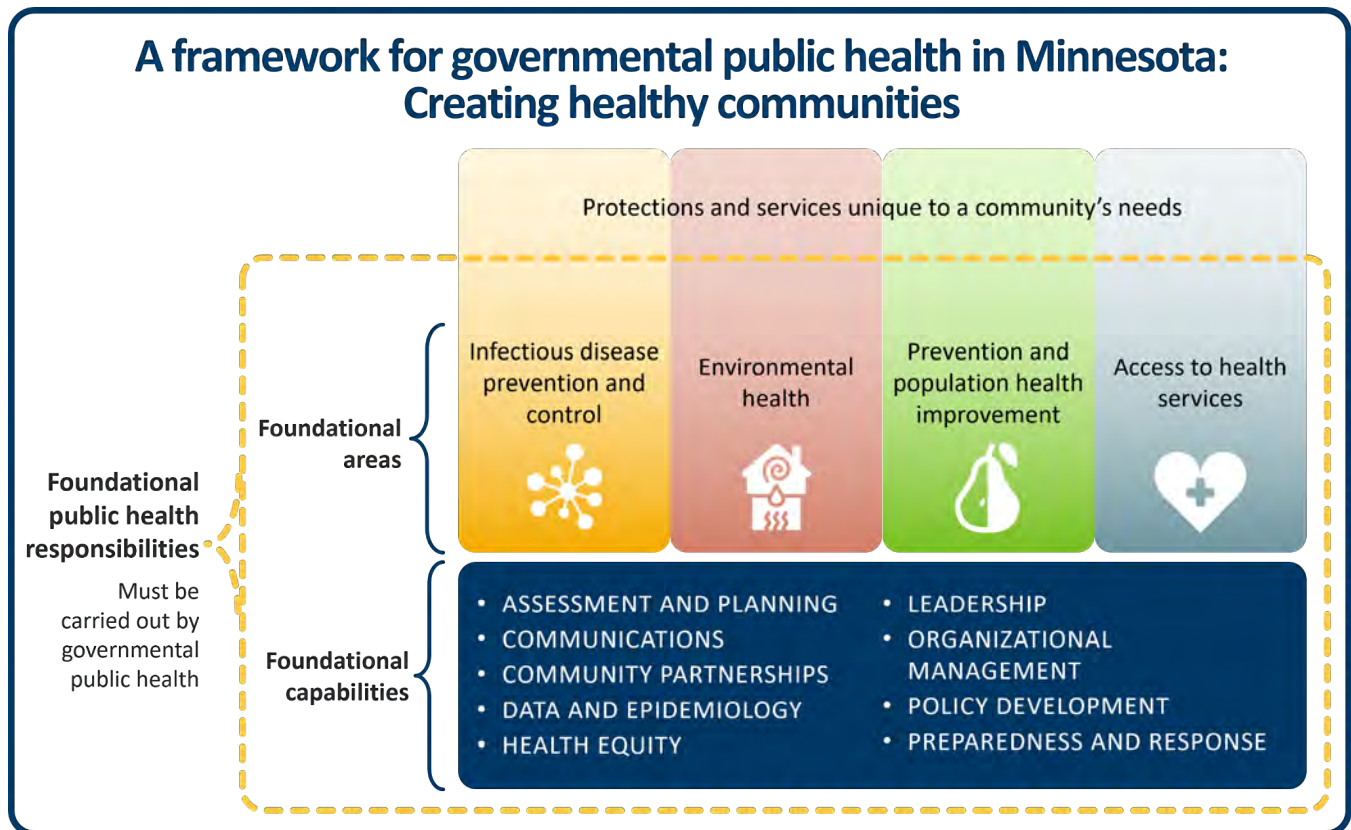 A framework for governmental public health in Minnesota:
Creating healthy communities
Protections and services unique to a community's needs
Foundational
public health
responsibilities
Must be
carried out by
governmental
public health
Foundational
areas
Infectious disease
prevention and
control
Environmental
health
Prevention and
population health
improvement
Access to health
services
Foundational
capabilities
• ASSESSMENT AND PLANNING
• COMMUNICATIONS
• COMMUNITY PARTNERSHIPS
• DATA AND EPIDEMIOLOGY
• HEALTH EQUITY
• LEADERSHIP
• ORGANIZATIONAL
MANAGEMENT
• POLICY DEVELOPMENT
• PREPAREDNESS AND RESPONSE